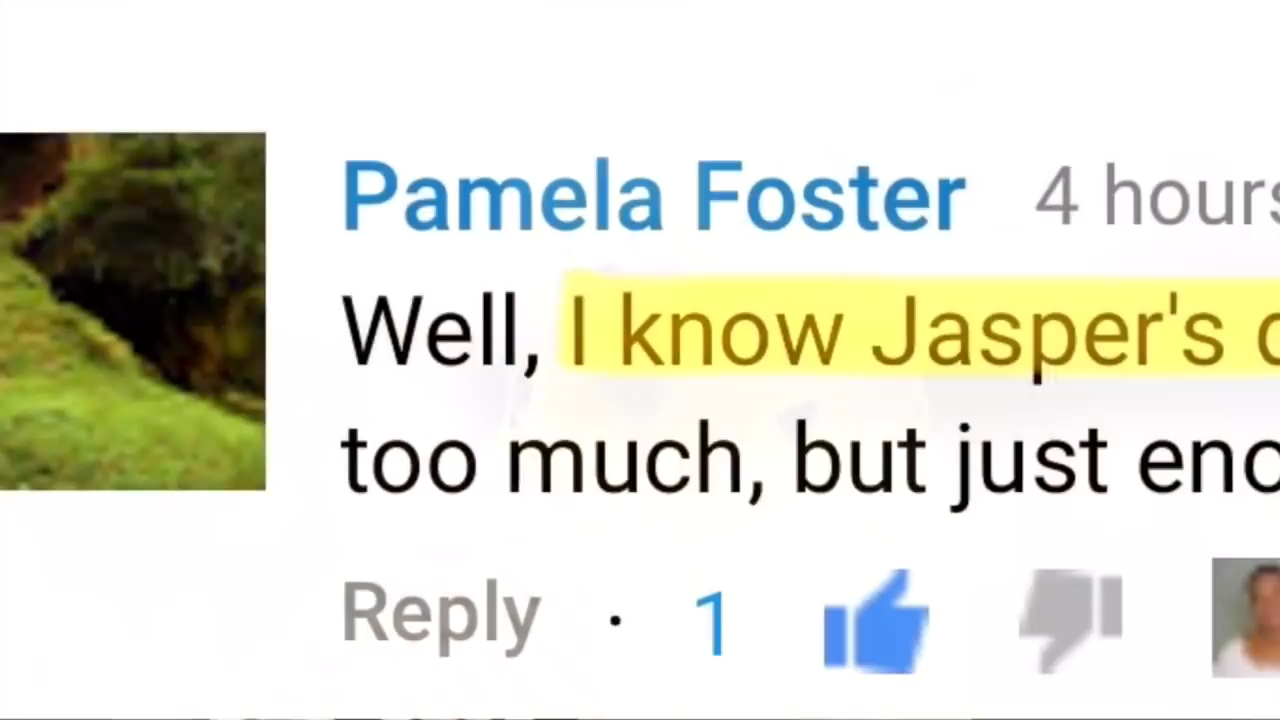 Pamela Foster 4 hours
Well, I know Jasper's
too much, but just
Reply · 1